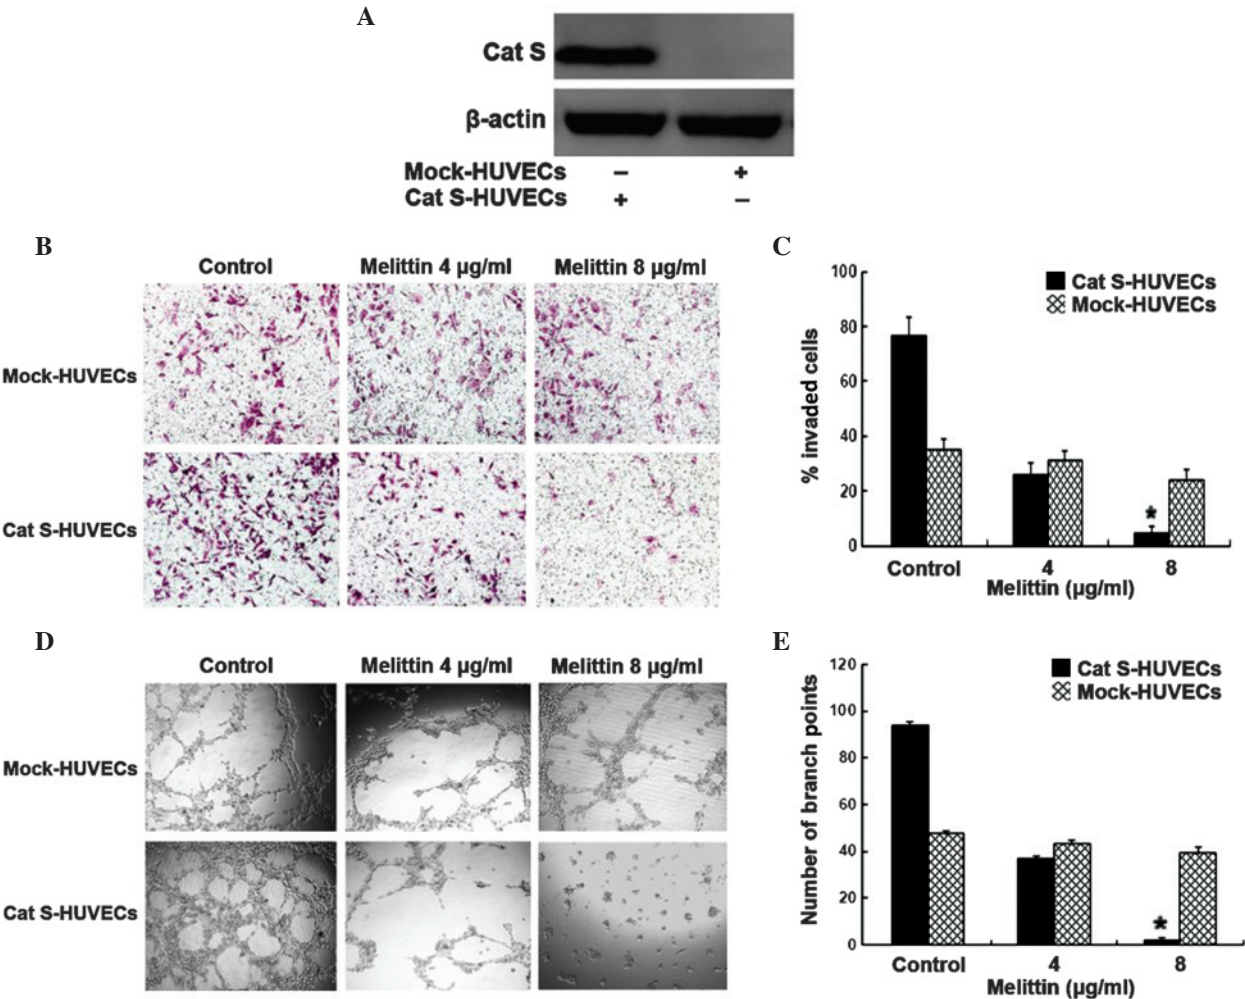 A
Cat S
β-actin
Mock-HUVECs – +
Cat S-HUVECs + –
B
Control Melittin 4 µg/ml Melittin 8 µg/ml
Mock-HUVECs
Cat S-HUVECs
C
100
80
60
40
20
0
% invaded cells
Cat S-HUVECs
Mock-HUVECs
*
Control 4 8
Melittin (µg/ml)
D
Control Melittin 4 µg/ml Melittin 8 µg/ml
Mock-HUVECs
Cat S-HUVECs
E
120
100
80
60
40
20
0
Number of branch points
Cat S-HUVECs
Mock-HUVECs
*
Control 4 8
Melittin (µg/ml)